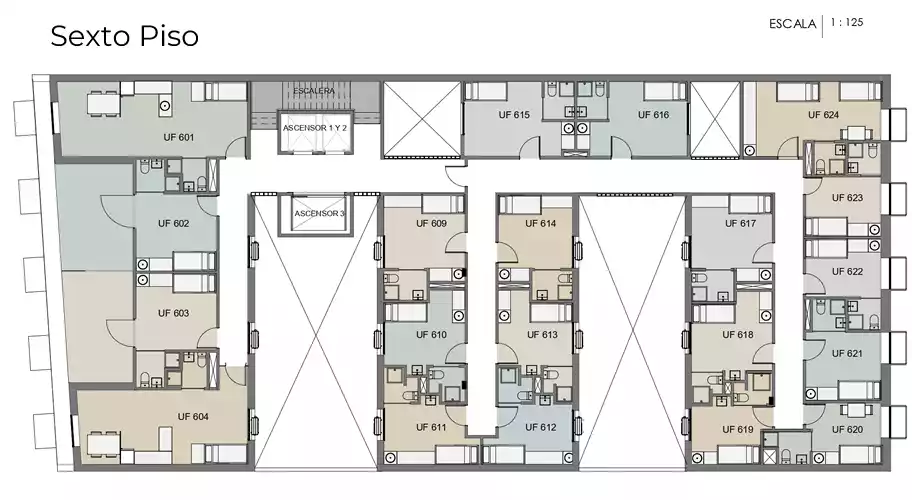 Sexto Piso
ESCALA 1 : 125
ESCALERA
ASCENSOR 1 Y 2
ASCENSOR 3
UF 601
UF 602
UF 603
UF 604
UF 609
UF 610
UF 611
UF 612
UF 613
UF 614
UF 615
UF 616
UF 617
UF 618
UF 619
UF 620
UF 621
UF 622
UF 623
UF 624